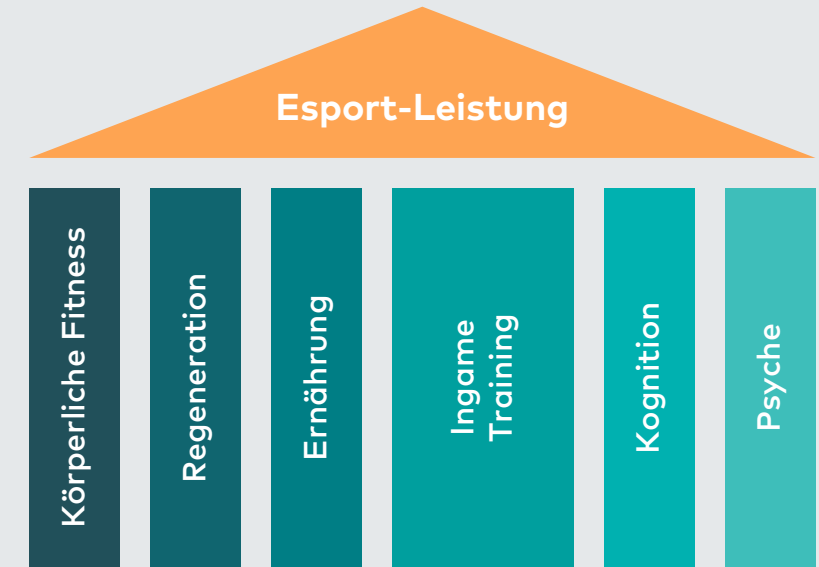 Esport-Leistung
Körperliche Fitness
Regeneration
Ernährung
Ingame
Training
Kognition
Psyche